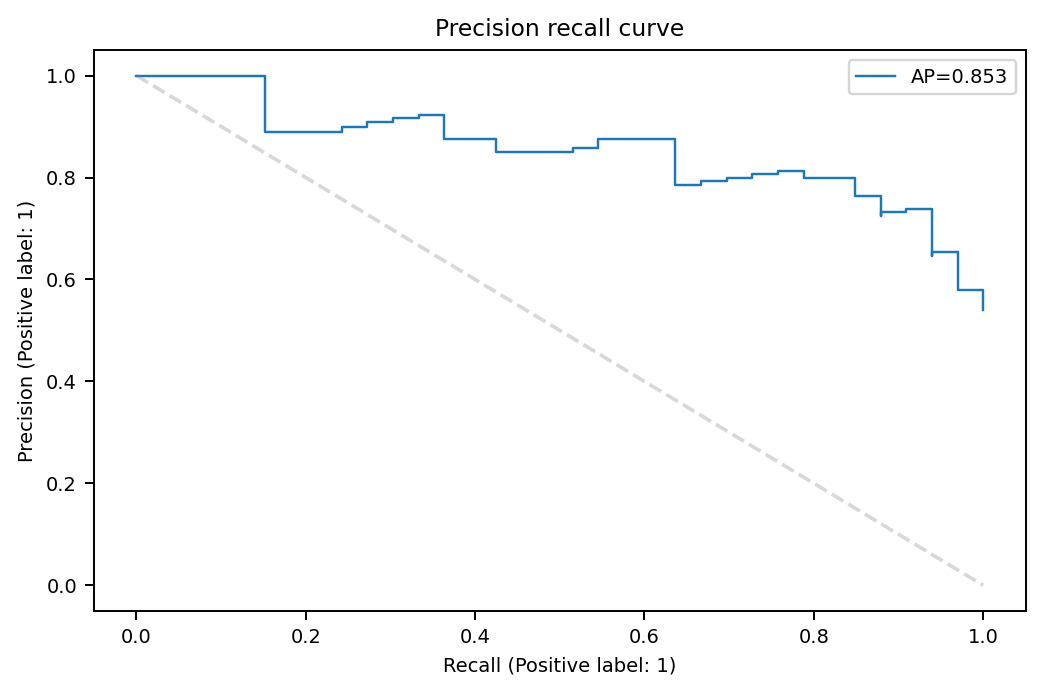 Precision recall curve
AP=0.853
Precision (Positive label: 1)
1.0
0.8
0.6
0.4
0.2
0.0
0.0 0.2 0.4 0.6 0.8 1.0
Recall (Positive label: 1)